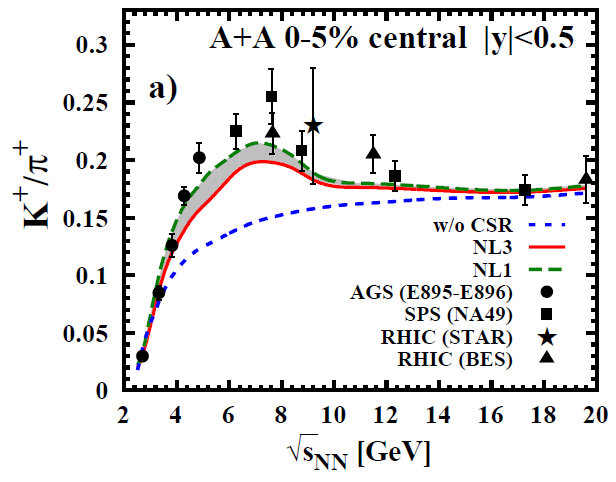 A+A 0-5% central |y|<0.5
a)
K⁺/π⁺
0.3
0.25
0.2
0.15
0.1
0.05
0
w/o CSR
NL3
NL1
AGS (E895-E896)
SPS (NA49)
RHIC (STAR)
RHIC (BES)
2 4 6 8 10 12 14 16 18 20
√sNN [GeV]